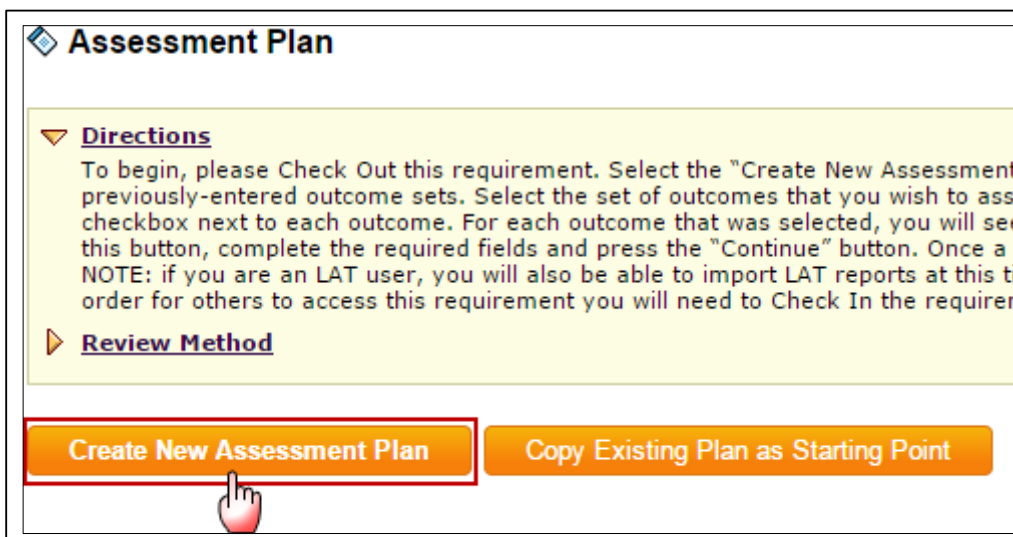 Assessment Plan
Directions
To begin, please Check Out this requirement. Select the "Create New Assessment
previously-entered outcome sets. Select the set of outcomes that you wish to ass
checkbox next to each outcome. For each outcome that was selected, you will see
this button, complete the required fields and press the "Continue" button. Once a
NOTE: if you are an LAT user, you will also be able to import LAT reports at this ti
order for others to access this requirement you will need to Check In the requirem
Review Method
Create New Assessment Plan Copy Existing Plan as Starting Point